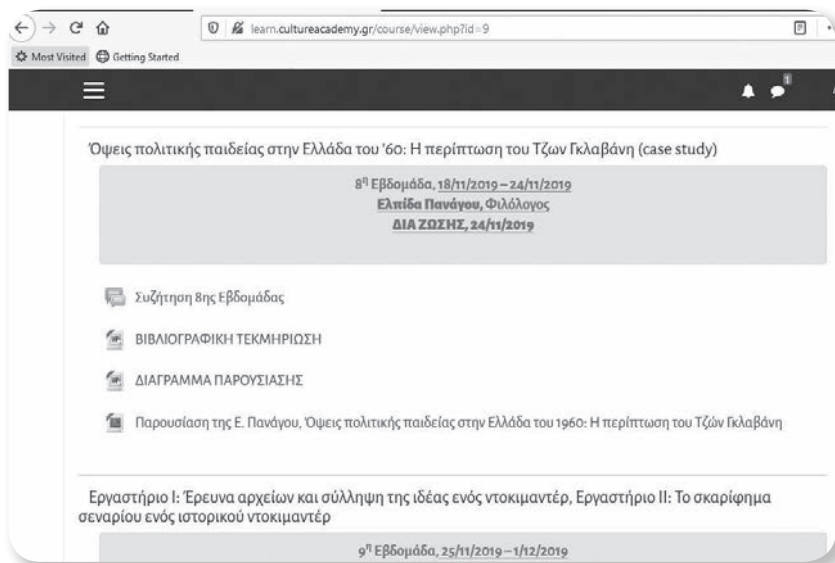 learn.cultureacademy.gr/course/view.php?id=9
Most Visited Getting Started
1
Όψεις πολιτικής παιδείας στην Ελλάδα του '60: Η περίπτωση του Τζων Γκλαβάνη (case study)
8η Εβδομάδα, 18/11/2019 – 24/11/2019
Ελπίδα Πανάγου, Φιλόλογος
ΔΙΑ ΖΩΣΗΣ, 24/11/2019
Συζήτηση 8ης Εβδομάδας
ΒΙΒΛΙΟΓΡΑΦΙΚΗ ΤΕΚΜΗΡΙΩΣΗ
ΔΙΑΓΡΑΜΜΑ ΠΑΡΟΥΣΙΑΣΗΣ
Παρουσίαση της Ε. Πανάγου, Όψεις πολιτικής παιδείας στην Ελλάδα του 1960: Η περίπτωση του Τζών Γκλαβάνη
Εργαστήριο Ι: Έρευνα αρχείων και σύλληψη της ιδέας ενός ντοκιμαντέρ, Εργαστήριο ΙΙ: Το σκαρίφημα
σεναρίου ενός ιστορικού ντοκιμαντέρ
9η Εβδομάδα, 25/11/2019 – 1/12/2019